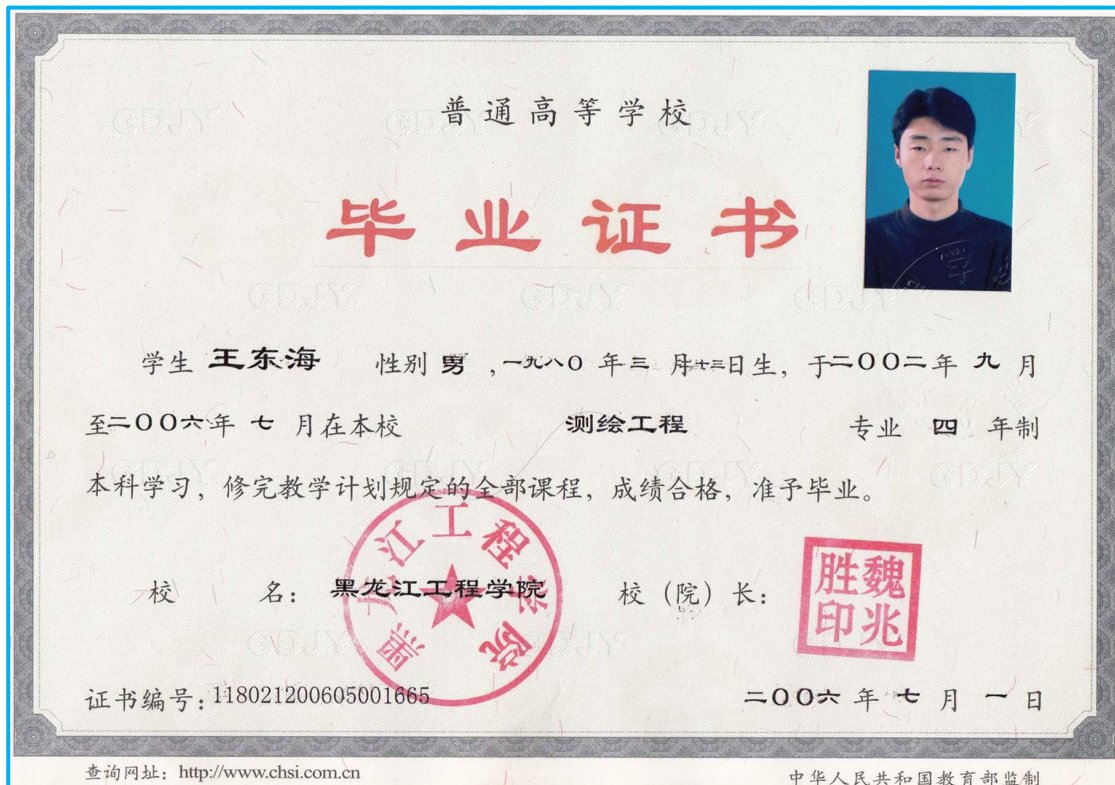 普通高等学校
毕业证书
学生 王东海 性别 男 ,一九八〇 年 三 月十三日生，于二〇〇二年 九 月
至二〇〇六年 七 月在本校 测绘工程 专业 四 年制
本科学习，修完教学计划规定的全部课程，成绩合格，准予毕业。
黑龙江工程学院
校 名： 黑龙江工程学院 校（院）长：
魏兆胜印
证书编号：118021200605001665 二〇〇六 年 七 月 一 日
查询网址：http://www.chsi.com.cn 中华人民共和国教育部监制